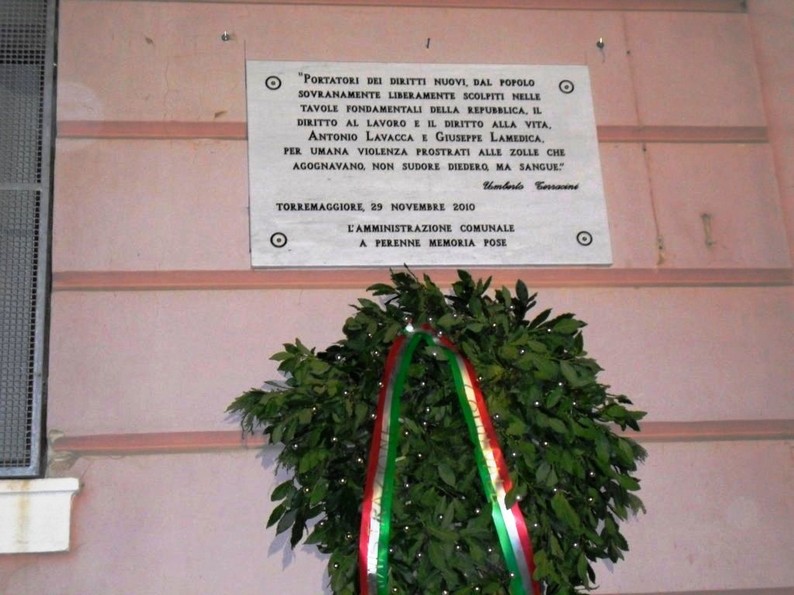 "Portatori dei diritti nuovi, dal popolo
sovranamente liberamente scolpiti nelle
tavole fondamentali della Repubblica, il
diritto al lavoro e il diritto alla vita,
Antonio Lavacca e Giuseppe Lamedica,
per umana violenza prostrati alle zolle che
agognavano, non sudore diedero, ma sangue."
Umberto Terracini
Torremaggiore, 29 novembre 2010
L'Amministrazione Comunale
a perenne memoria pose